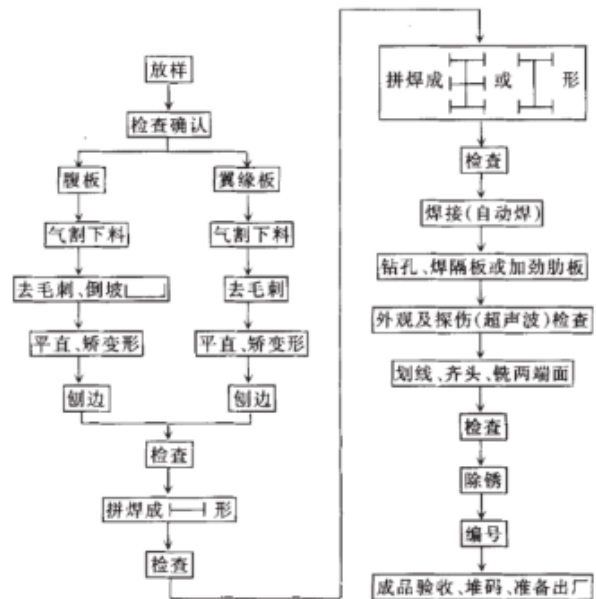 放样
检查确认
腹板
翼缘板
气割下料
气割下料
去毛刺、倒坡
去毛刺
平直、矫变形
平直、矫变形
刨边
刨边
检查
拼焊成 形
检查
拼焊成 或 形
检查
焊接(自动焊)
钻孔、焊隔板或加劲肋板
外观及探伤(超声波)检查
划线、齐头、铣两端面
检查
除锈
编号
成品验收、堆码、准备出厂